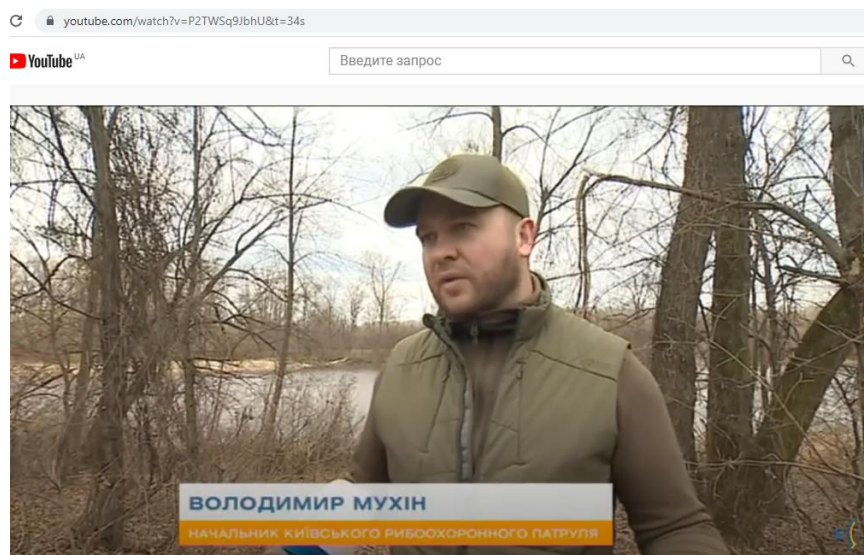 youtube.com/watch?v=P2TWSq9JbhU&t=34s
YouTube UA
Введите запрос
ВОЛОДИМИР МУХІН
НАЧАЛЬНИК КИЇВСЬКОГО РИБООХОРОННОГО ПАТРУЛЯ